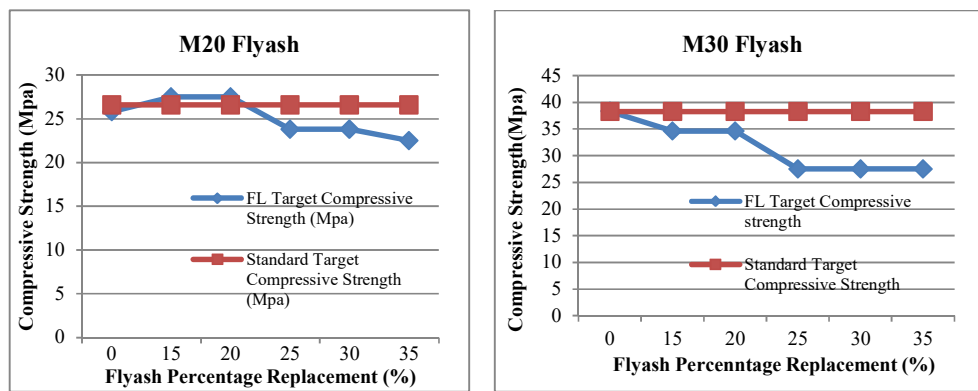 M20 Flyash
Compressive Strength (Mpa)
30
25
20
15
10
5
0
FL Target Compressive
Strength (Mpa)
Standard Target
Compressive Strength
(Mpa)
0 15 20 25 30 35
Flyash Percentage Replacement (%)
M30 Flyash
Compressive Strength(Mpa)
45
40
35
30
25
20
15
10
5
0
FL Target Compressive
strength
Standard Target
Compressive Strength
0 15 20 25 30 35
Flyash Percenntage Replacement (%)